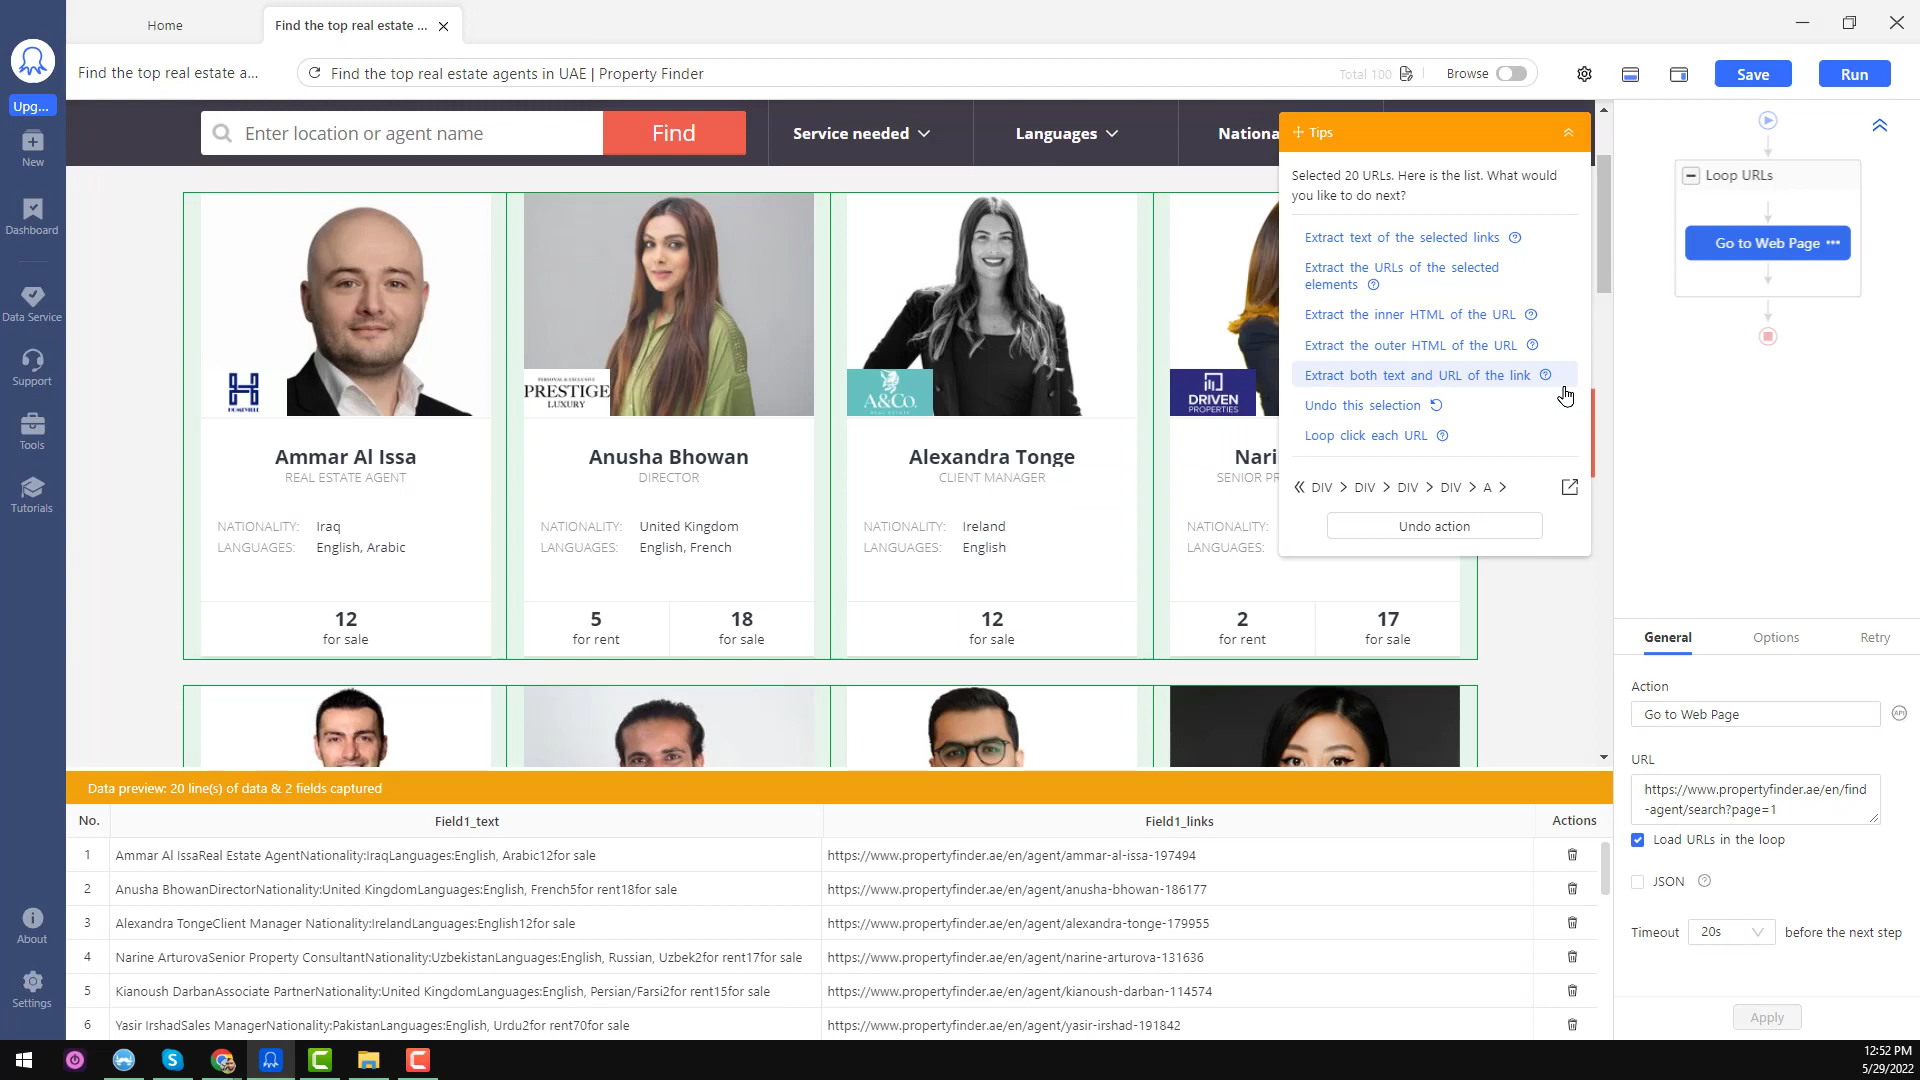 Home
Find the top real estate ...
Find the top real estate a...
Find the top real estate agents in UAE | Property Finder
Total 100
Browse
Save
Run
Upg...
New
Dashboard
Data Service
Support
Tools
Tutorials
About
Settings
Enter location or agent name
Find
Service needed
Languages
Nationa
Tips
Selected 20 URLs. Here is the list. What would
you like to do next?
Extract text of the selected links
Extract the URLs of the selected
elements
Extract the inner HTML of the URL
Extract the outer HTML of the URL
Extract both text and URL of the link
Undo this selection
Loop click each URL
DIV > DIV > DIV > DIV > A >
Undo action
Loop URLs
Go to Web Page
HOMEVILLE
PERSONAL & EXCLUSIVE
PRESTIGE
LUXURY
A&Co.
REAL ESTATE
DRIVEN
PROPERTIES
Ammar Al Issa
REAL ESTATE AGENT
NATIONALITY: Iraq
LANGUAGES: English, Arabic
12
for sale
Anusha Bhowan
DIRECTOR
NATIONALITY: United Kingdom
LANGUAGES: English, French
5
for rent
18
for sale
Alexandra Tonge
CLIENT MANAGER
NATIONALITY: Ireland
LANGUAGES: English
12
for sale
Nari
SENIOR PR
NATIONALITY:
LANGUAGES:
2
for rent
17
for sale
General
Options
Retry
Action
Go to Web Page
API
URL
https://www.propertyfinder.ae/en/find
-agent/search?page=1
Load URLs in the loop
JSON
Timeout 20s before the next step
Apply
Data preview: 20 line(s) of data & 2 fields captured
No. Field1_text Field1_links Actions
1 Ammar Al IssaReal Estate AgentNationality:IraqLanguages:English, Arabic12for sale https://www.propertyfinder.ae/en/agent/ammar-al-issa-197494
2 Anusha BhowanDirectorNationality:United KingdomLanguages:English, French5for rent18for sale https://www.propertyfinder.ae/en/agent/anusha-bhowan-186177
3 Alexandra TongeClient Manager Nationality:IrelandLanguages:English12for sale https://www.propertyfinder.ae/en/agent/alexandra-tonge-179955
4 Narine ArturovaSenior Property ConsultantNationality:UzbekistanLanguages:English, Russian, Uzbek2for rent17for sale https://www.propertyfinder.ae/en/agent/narine-arturova-131636
5 Kianoush DarbanAssociate PartnerNationality:United KingdomLanguages:English, Persian/Farsi2for rent15for sale https://www.propertyfinder.ae/en/agent/kianoush-darban-114574
6 Yasir IrshadSales ManagerNationality:PakistanLanguages:English, Urdu2for rent70for sale https://www.propertyfinder.ae/en/agent/yasir-irshad-191842
12:52 PM
5/29/2022